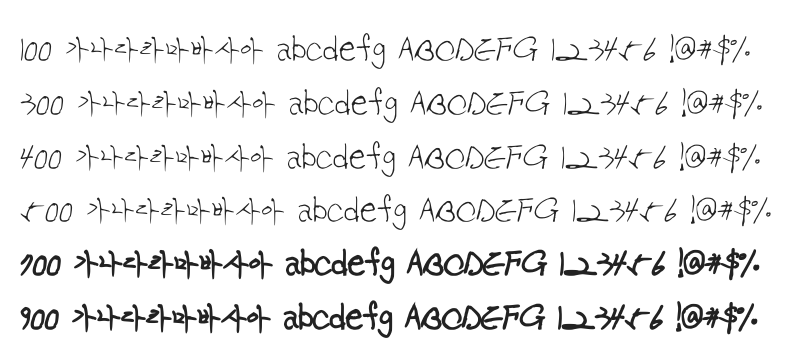 100 가나다라마바사아 abcdefg ABCDEFG 123456 !@#$%
300 가나다라마바사아 abcdefg ABCDEFG 123456 !@#$%
400 가나다라마바사아 abcdefg ABCDEFG 123456 !@#$%
500 가나다라마바사아 abcdefg ABCDEFG 123456 !@#$%
700 가나다라마바사아 abcdefg ABCDEFG 123456 !@#$%
900 가나다라마바사아 abcdefg ABCDEFG 123456 !@#$%